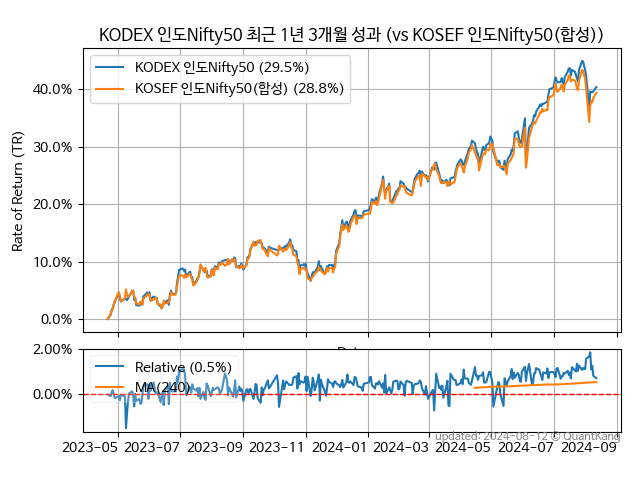 KODEX 인도Nifty50 최근 1년 3개월 성과 (vs KOSEF 인도Nifty50(합성))
KODEX 인도Nifty50 (29.5%)
KOSEF 인도Nifty50(합성) (28.8%)
Rate of Return (TR)
40.0%
30.0%
20.0%
10.0%
0.0%
2.00%
0.00%
Relative (0.5%)
MA(240)
updated: 2024-08-12 © QuantKang
2023-05 2023-07 2023-09 2023-11 2024-01 2024-03 2024-05 2024-07 2024-09